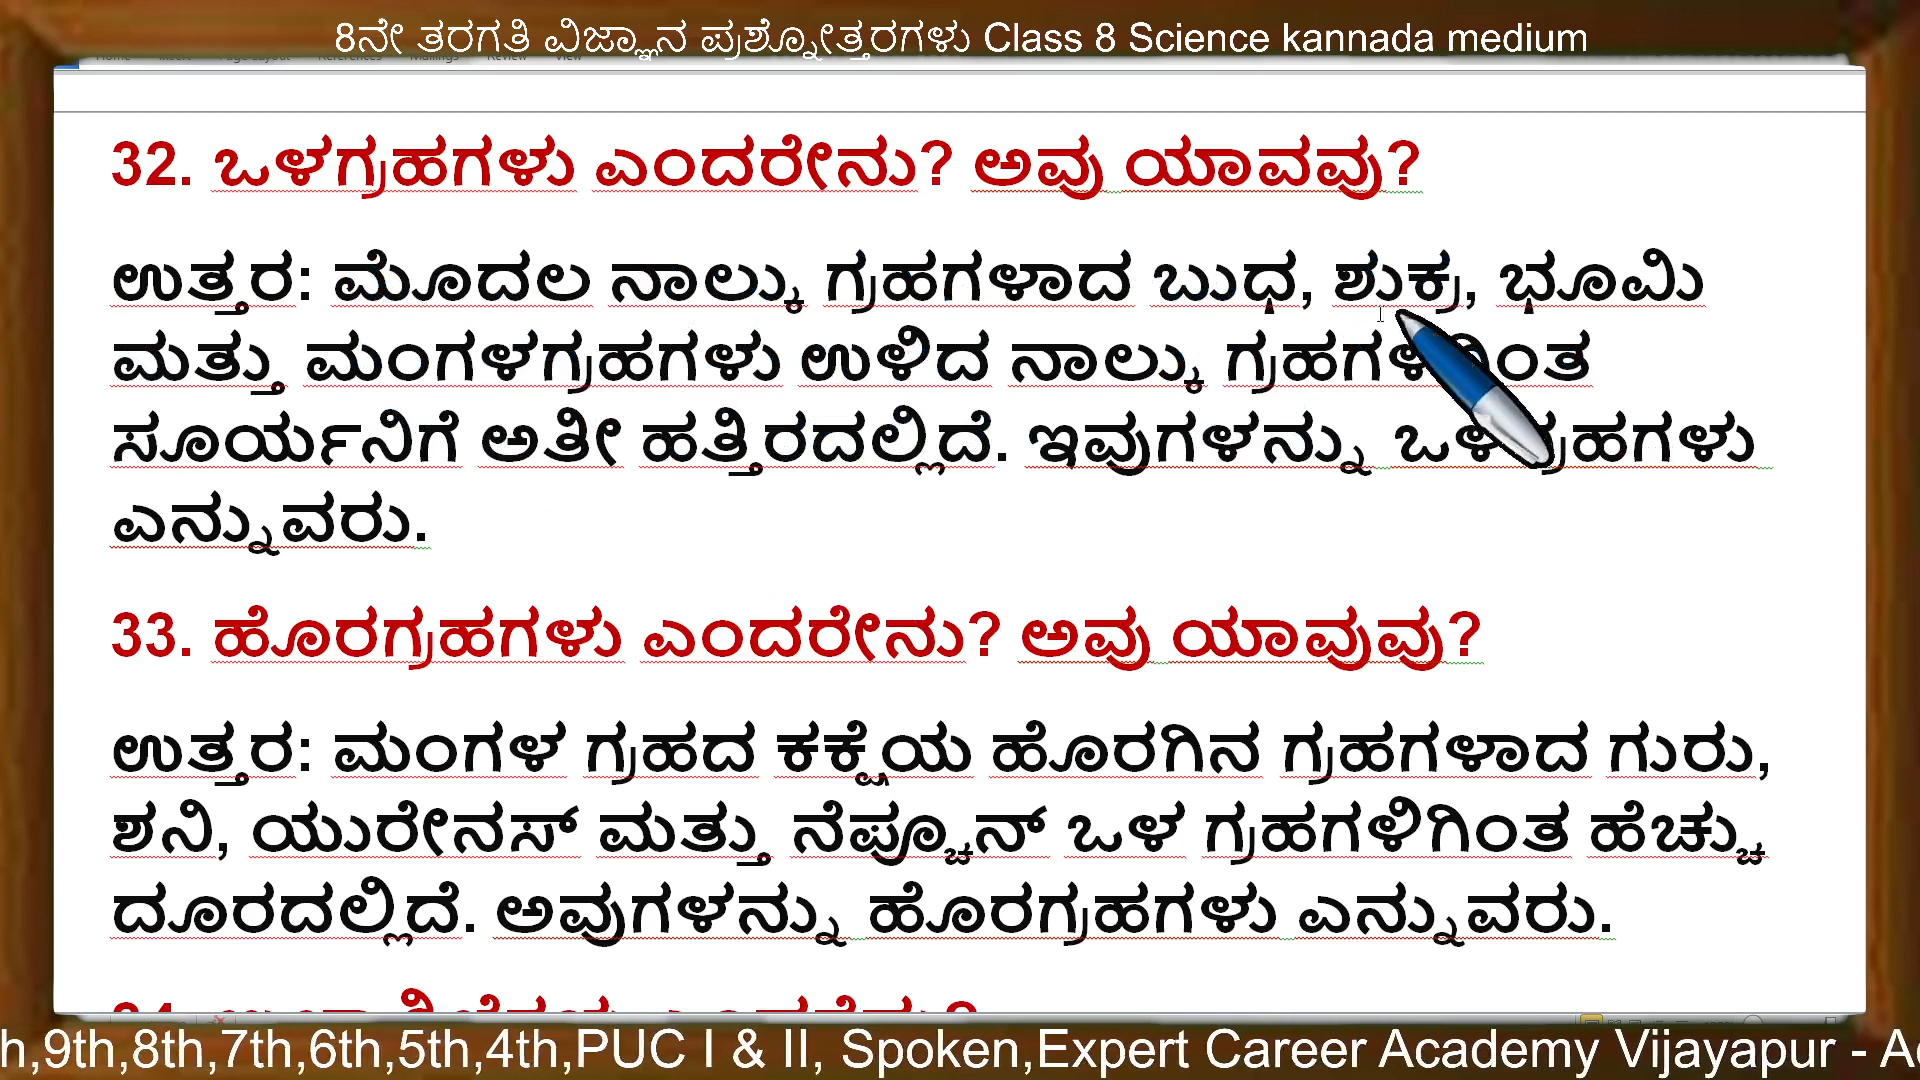 8ನೇ ತರಗತಿ ವಿಜ್ಞಾನ ಪ್ರಶ್ನೋತ್ತರಗಳು Class 8 Science kannada medium
32. ಒಳಗ್ರಹಗಳು ಎಂದರೇನು? ಅವು ಯಾವವು?
ಉತ್ತರ: ಮೊದಲ ನಾಲ್ಕು ಗ್ರಹಗಳಾದ ಬುಧ, ಶುಕ್ರ, ಭೂಮಿ
ಮತ್ತು ಮಂಗಳಗ್ರಹಗಳು ಉಳಿದ ನಾಲ್ಕು ಗ್ರಹಗಳಿಗಿಂತ
ಸೂರ್ಯನಿಗೆ ಅತೀ ಹತ್ತಿರದಲ್ಲಿದೆ. ಇವುಗಳನ್ನು ಒಳಗ್ರಹಗಳು
ಎನ್ನುವರು.
33. ಹೊರಗ್ರಹಗಳು ಎಂದರೇನು? ಅವು ಯಾವುವು?
ಉತ್ತರ: ಮಂಗಳ ಗ್ರಹದ ಕಕ್ಷೆಯ ಹೊರಗಿನ ಗ್ರಹಗಳಾದ ಗುರು,
ಶನಿ, ಯುರೇನಸ್ ಮತ್ತು ನೆಪ್ಚೂನ್ ಒಳ ಗ್ರಹಗಳಿಗಿಂತ ಹೆಚ್ಚು
ದೂರದಲ್ಲಿದೆ. ಅವುಗಳನ್ನು ಹೊರಗ್ರಹಗಳು ಎನ್ನುವರು.
h,9th,8th,7th,6th,5th,4th,PUC I & II, Spoken,Expert Career Academy Vijayapur - A